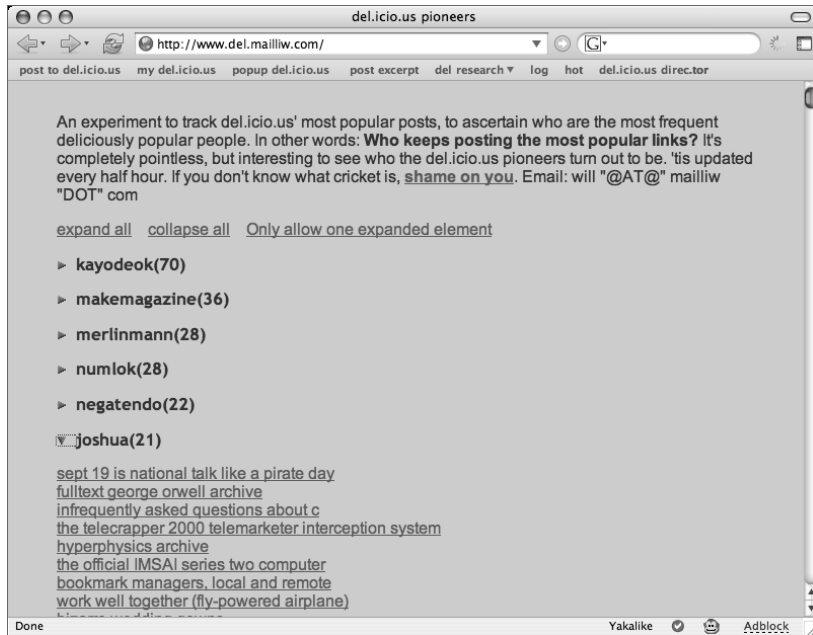 del.icio.us pioneers
http://www.del.mailliw.com/
G
post to del.icio.us my del.icio.us popup del.icio.us post excerpt del research log hot del.icio.us direc.tor
An experiment to track del.icio.us' most popular posts, to ascertain who are the most frequent
deliciously popular people. In other words: Who keeps posting the most popular links? It's
completely pointless, but interesting to see who the del.icio.us pioneers turn out to be. 'tis updated
every half hour. If you don't know what cricket is, shame on you. Email: will "@AT@" mailliw
"DOT" com
expand all collapse all Only allow one expanded element
kayodeok(70)
makemagazine(36)
merlinmann(28)
numlok(28)
negatendo(22)
joshua(21)
sept 19 is national talk like a pirate day
fulltext george orwell archive
infrequently asked questions about c
the telecrapper 2000 telemarketer interception system
hyperphysics archive
the official IMSAI series two computer
bookmark managers, local and remote
work well together (fly-powered airplane)
Done Yakalike Adblock